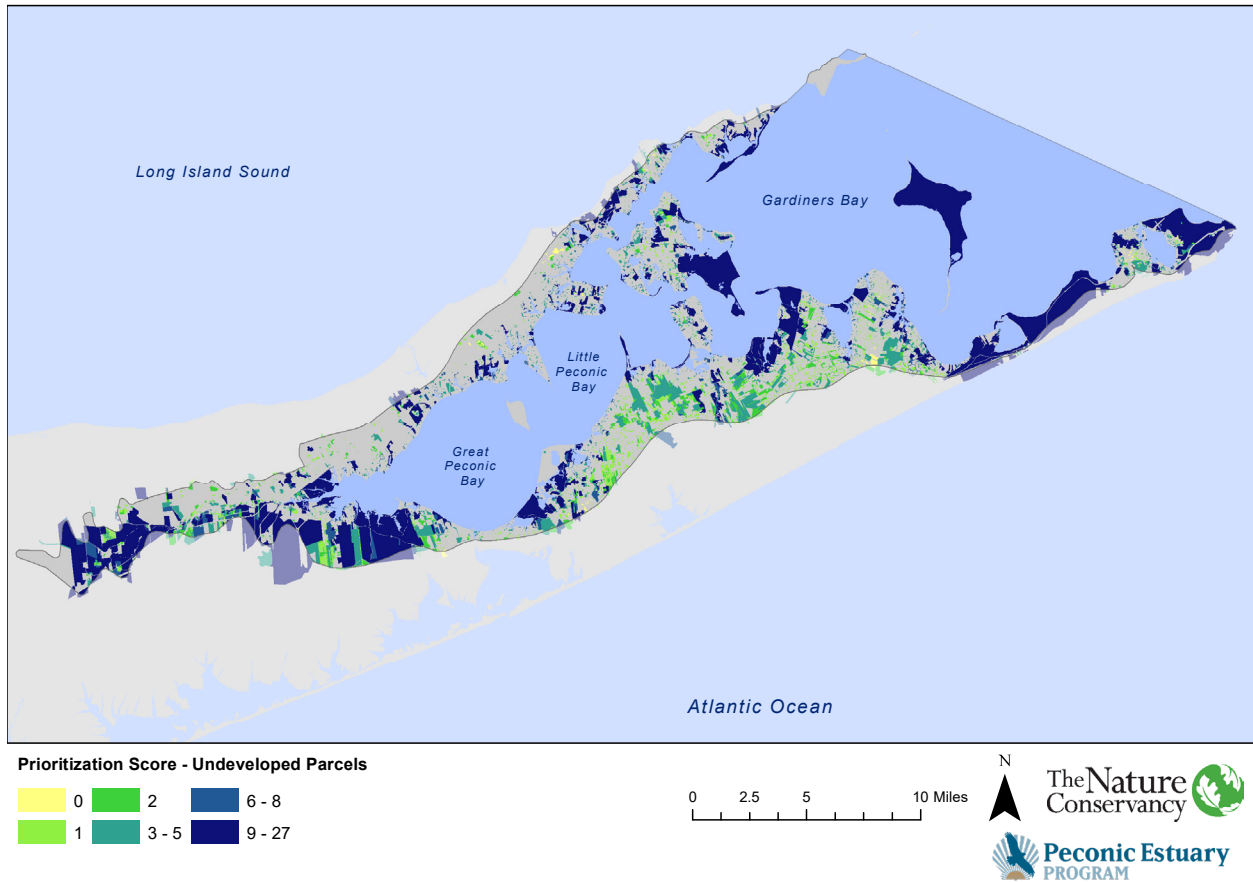 Long Island Sound
Gardiners Bay
Little
Peconic
Bay
Great
Peconic
Bay
Atlantic Ocean
Prioritization Score - Undeveloped Parcels
0
2
6 - 8
1
3 - 5
9 - 27
0 2.5 5 10 Miles
N
The Nature
Conservancy
Peconic Estuary
PROGRAM